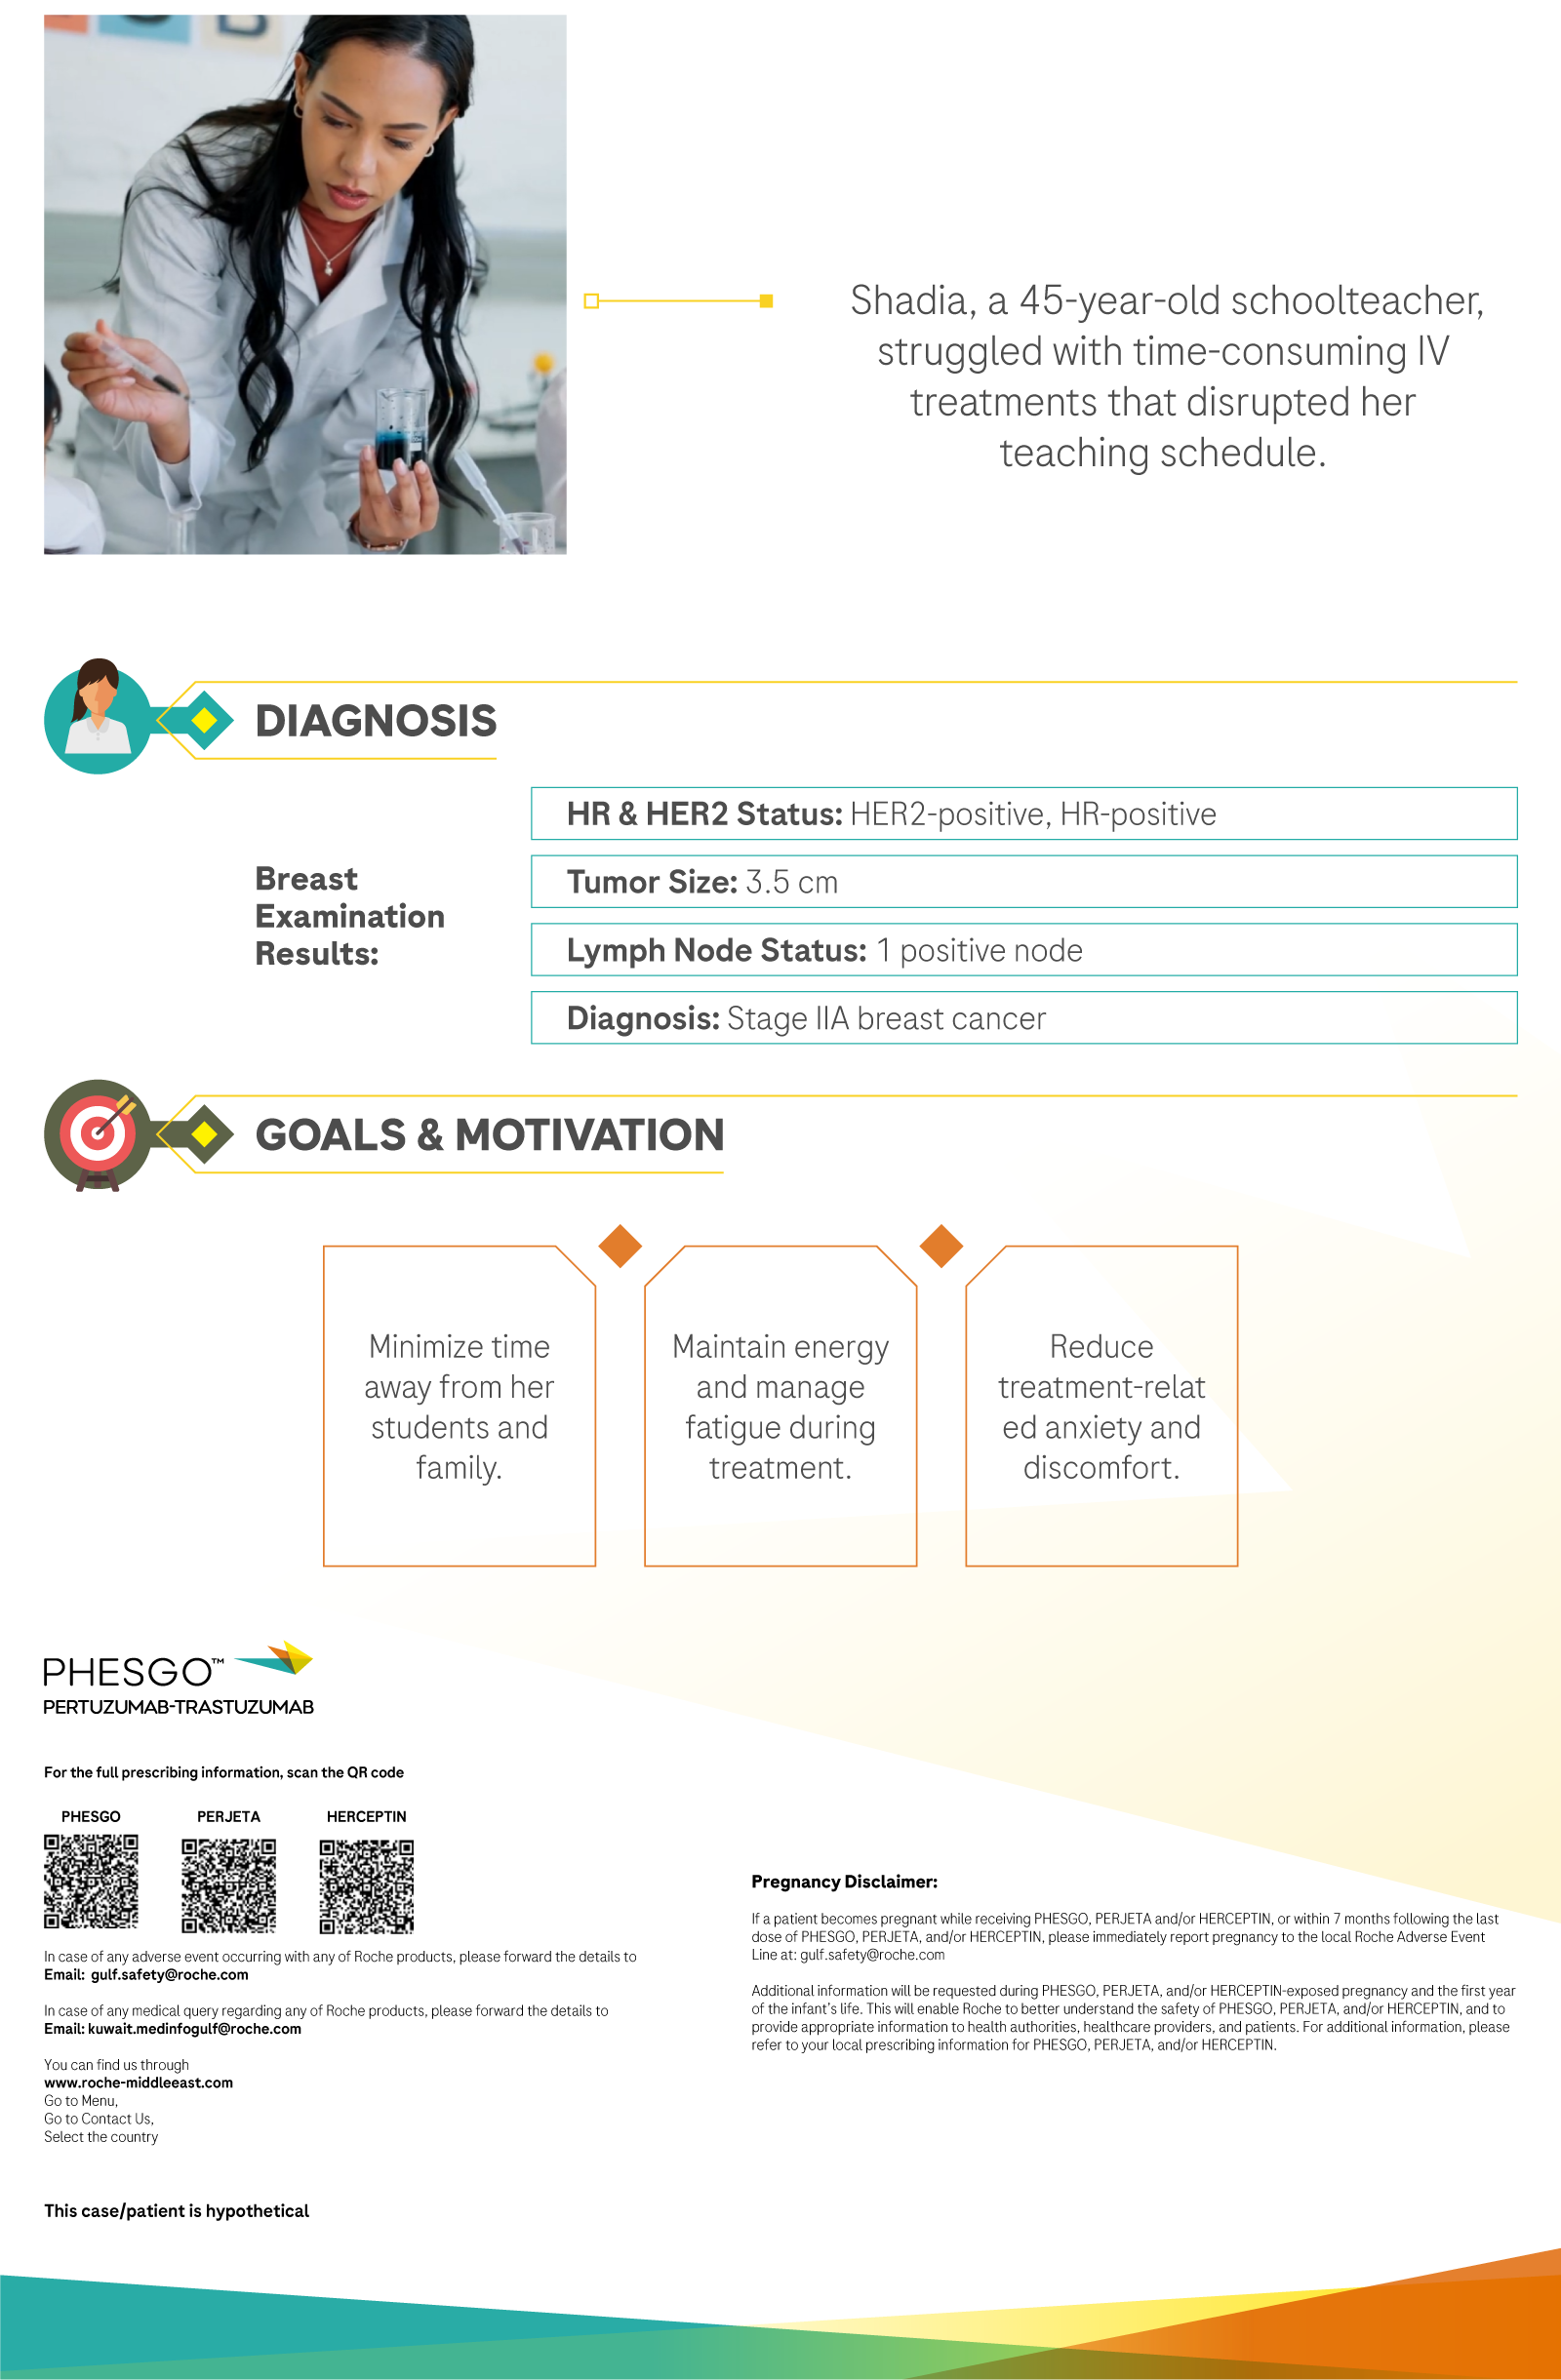 Shadia, a 45-year-old schoolteacher,
struggled with time-consuming IV
treatments that disrupted her
teaching schedule.
DIAGNOSIS
Breast
Examination
Results:
HR & HER2 Status: HER2-positive, HR-positive
Tumor Size: 3.5 cm
Lymph Node Status: 1 positive node
Diagnosis: Stage IIA breast cancer
GOALS & MOTIVATION
Minimize time
away from her
students and
family.
Maintain energy
and manage
fatigue during
treatment.
Reduce
treatment-relat
ed anxiety and
discomfort.
PHESGO™
PERTUZUMAB-TRASTUZUMAB
For the full prescribing information, scan the QR code
PHESGO PERJETA HERCEPTIN
In case of any adverse event occurring with any of Roche products, please forward the details to
Email: gulf.safety@roche.com
In case of any medical query regarding any of Roche products, please forward the details to
Email: kuwait.medinfogulf@roche.com
You can find us through
www.roche-middleeast.com
Go to Menu,
Go to Contact Us,
Select the country
Pregnancy Disclaimer:
If a patient becomes pregnant while receiving PHESGO, PERJETA and/or HERCEPTIN, or within 7 months following the last
dose of PHESGO, PERJETA, and/or HERCEPTIN, please immediately report pregnancy to the local Roche Adverse Event
Line at: gulf.safety@roche.com
Additional information will be requested during PHESGO, PERJETA, and/or HERCEPTIN-exposed pregnancy and the first year
of the infant's life. This will enable Roche to better understand the safety of PHESGO, PERJETA, and/or HERCEPTIN, and to
provide appropriate information to health authorities, healthcare providers, and patients. For additional information, please
refer to your local prescribing information for PHESGO, PERJETA, and/or HERCEPTIN.
This case/patient is hypothetical